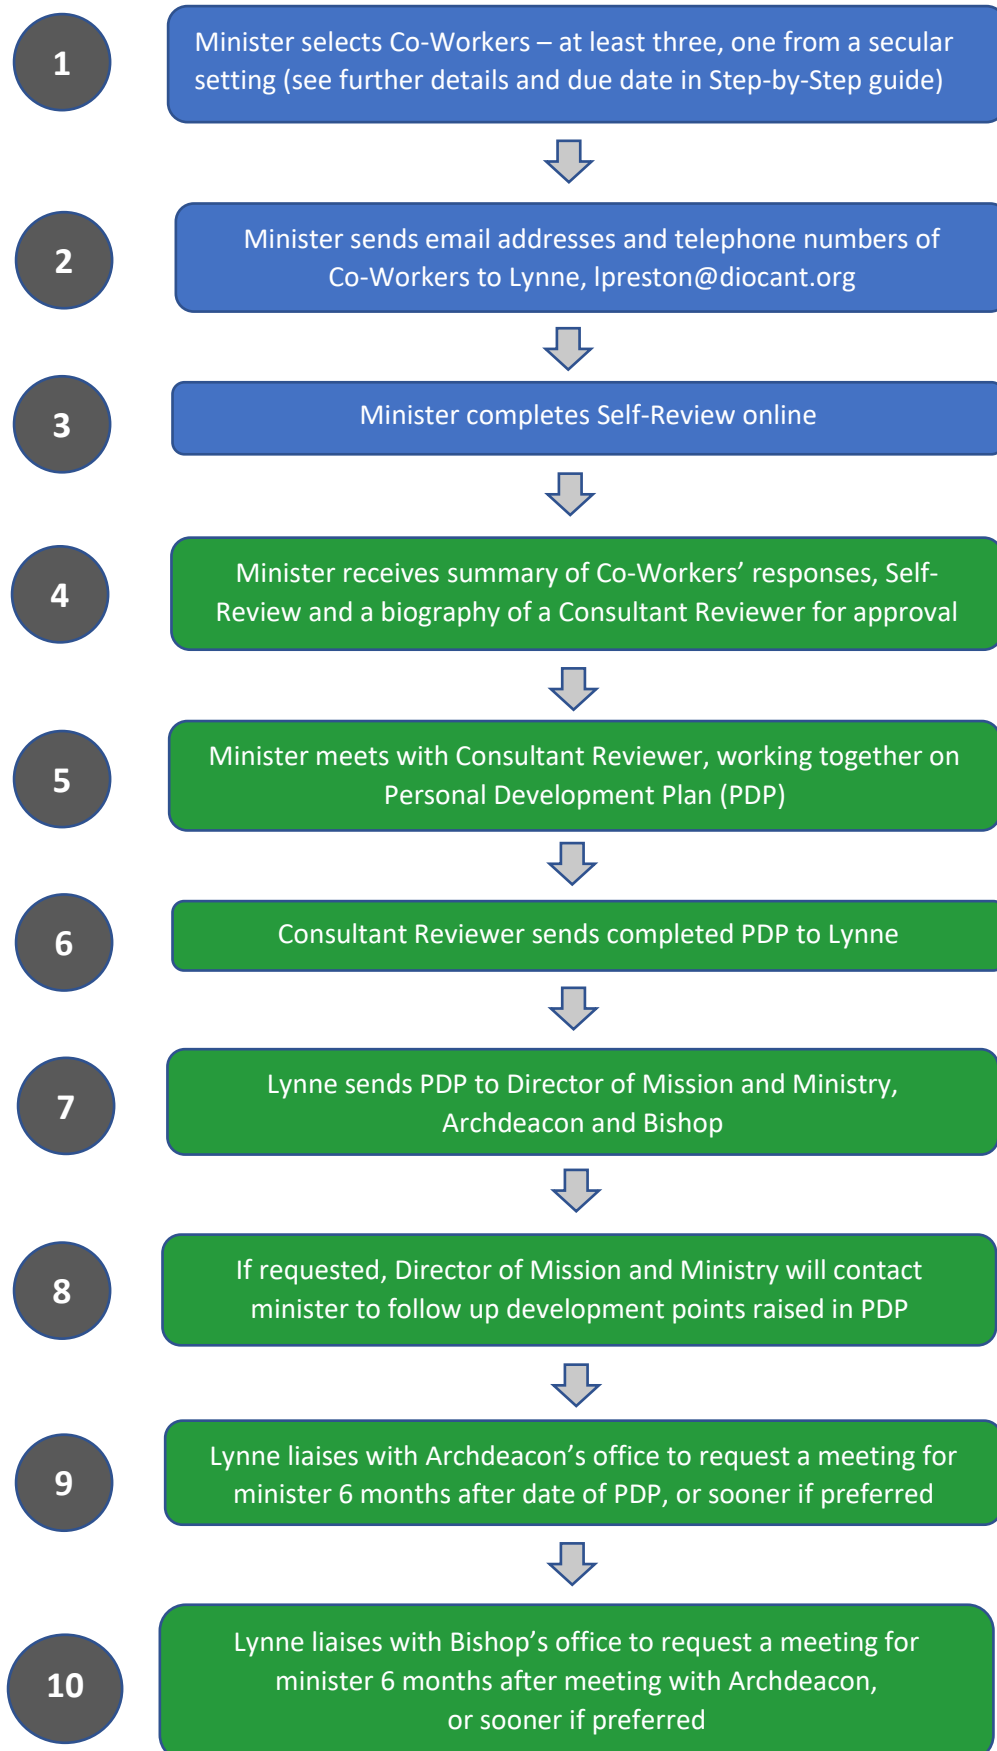 1
Minister selects Co-Workers – at least three, one from a secular
setting (see further details and due date in Step-by-Step guide)
2
Minister sends email addresses and telephone numbers of
Co-Workers to Lynne, lpreston@diocant.org
3
Minister completes Self-Review online
4
Minister receives summary of Co-Workers’ responses, Self-
Review and a biography of a Consultant Reviewer for approval
5
Minister meets with Consultant Reviewer, working together on
Personal Development Plan (PDP)
6
Consultant Reviewer sends completed PDP to Lynne
7
Lynne sends PDP to Director of Mission and Ministry,
Archdeacon and Bishop
8
If requested, Director of Mission and Ministry will contact
minister to follow up development points raised in PDP
9
Lynne liaises with Archdeacon’s office to request a meeting for
minister 6 months after date of PDP, or sooner if preferred
10
Lynne liaises with Bishop’s office to request a meeting for
minister 6 months after meeting with Archdeacon,
or sooner if preferred